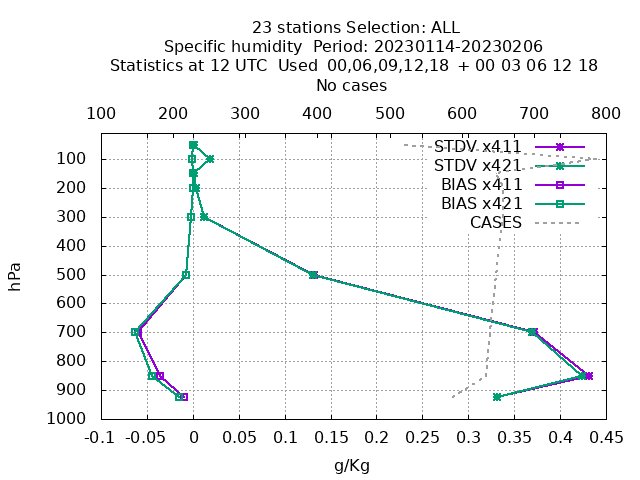 23 stations Selection: ALL
Specific humidity  Period: 20230114-20230206
Statistics at 12 UTC  Used  00,06,09,12,18  + 00 03 06 12 18
No cases
100 200 300 400 500 600 700 800
STDV x411
STDV x421
BIAS x411
BIAS x421
CASES
hPa
100
200
300
400
500
600
700
800
900
1000
-0.1 -0.05 0 0.05 0.1 0.15 0.2 0.25 0.3 0.35 0.4 0.45
g/Kg